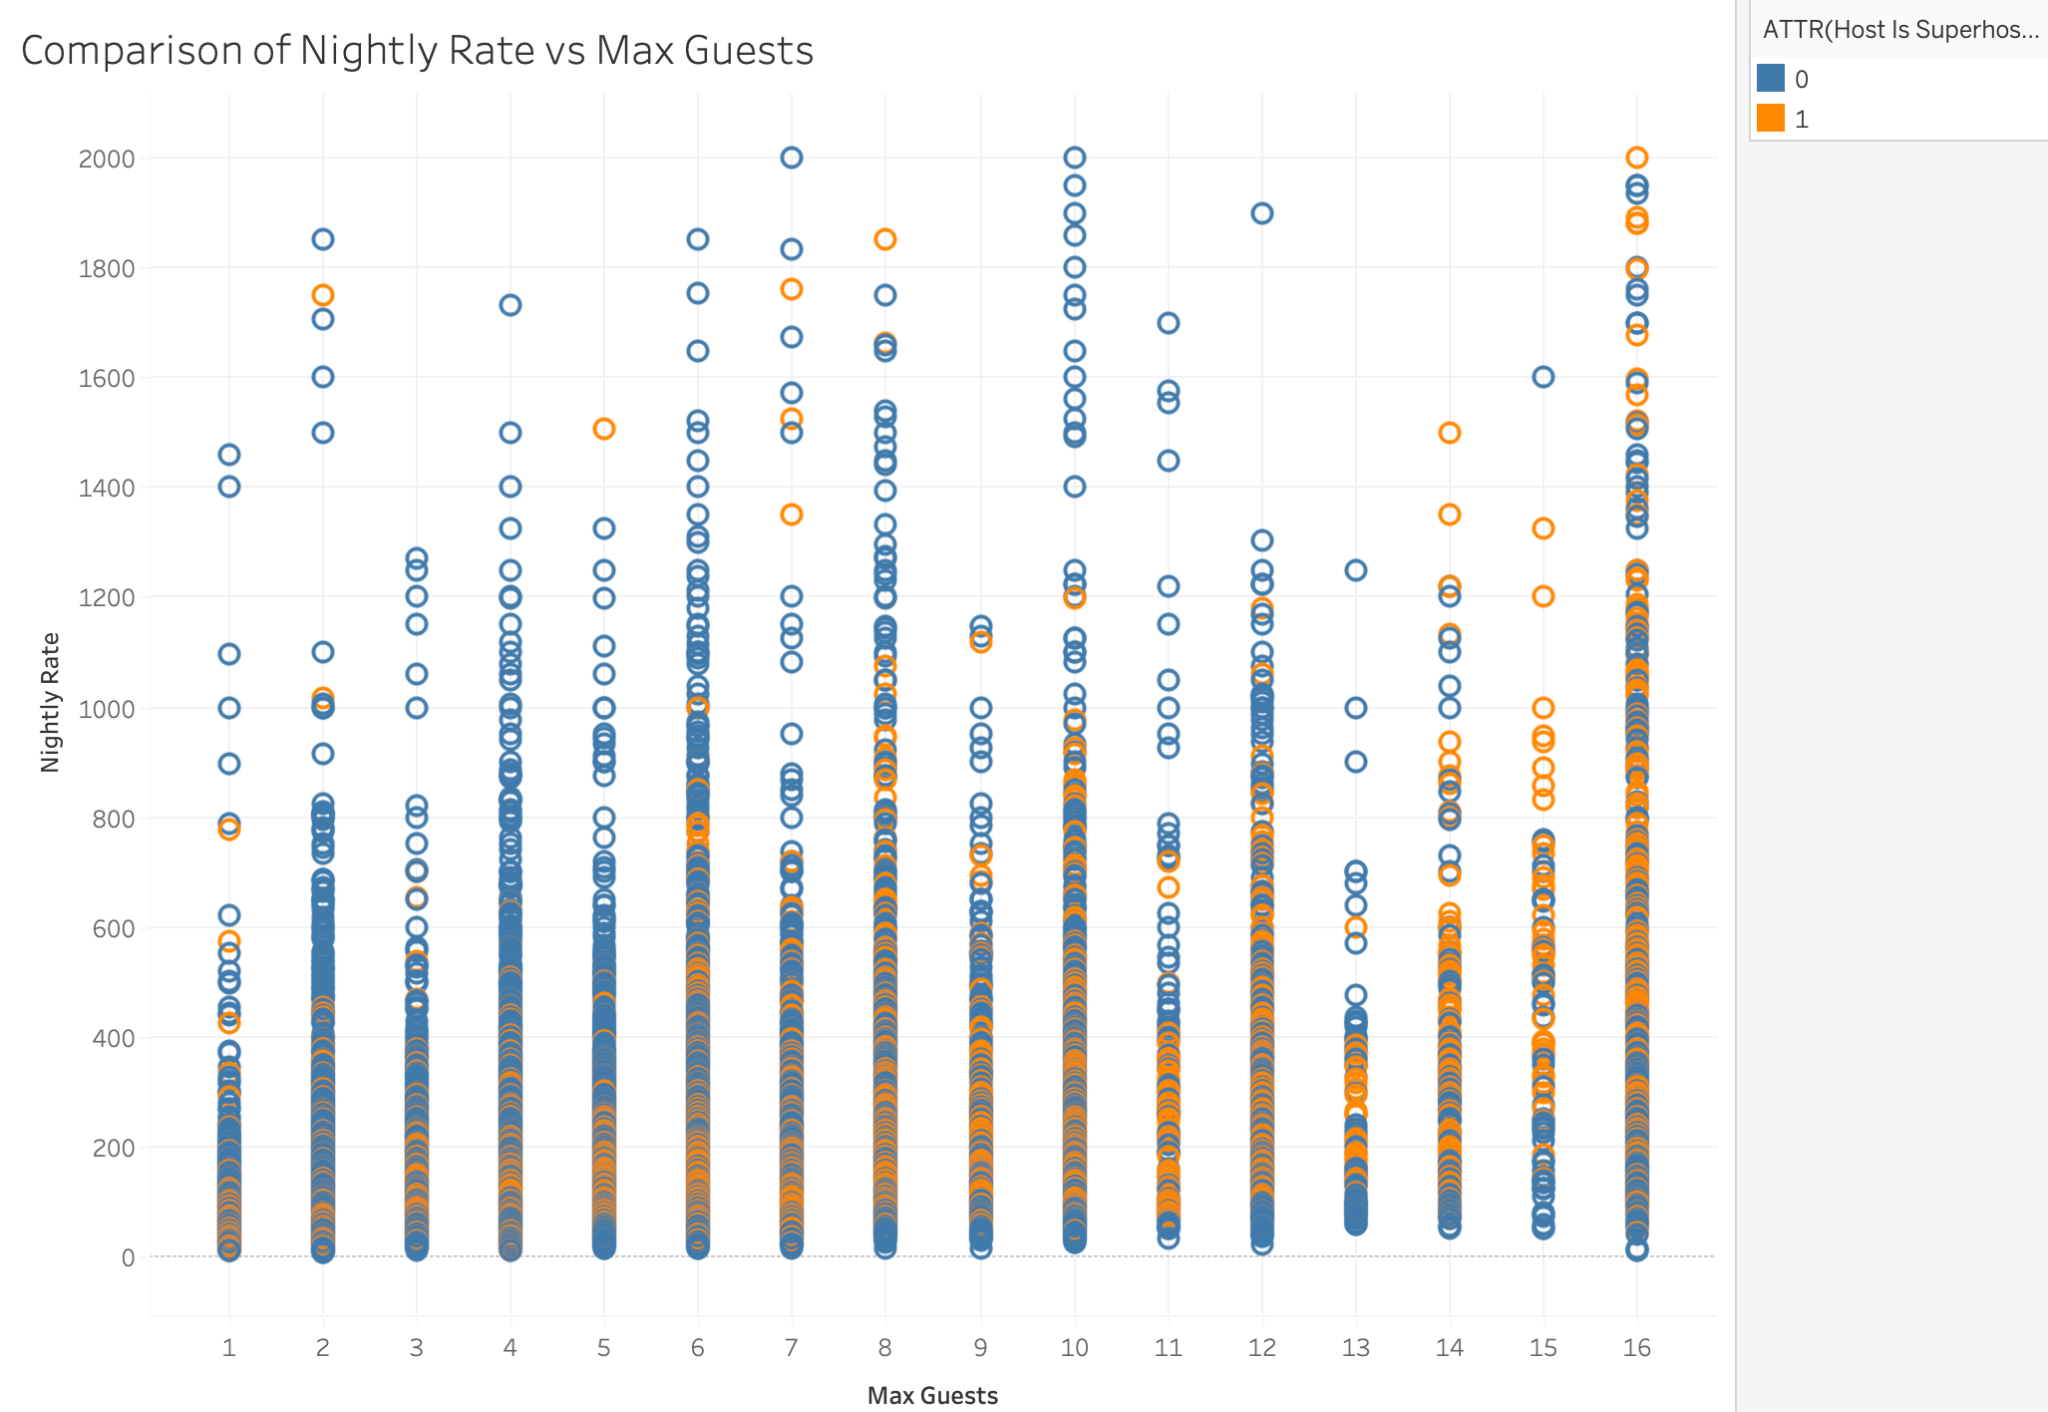 Comparison of Nightly Rate vs Max Guests
ATTR(Host Is Superhos...
0
1
2000
1800
1600
1400
1200
1000
800
600
400
200
0
Nightly Rate
1 2 3 4 5 6 7 8 9 10 11 12 13 14 15 16
Max Guests